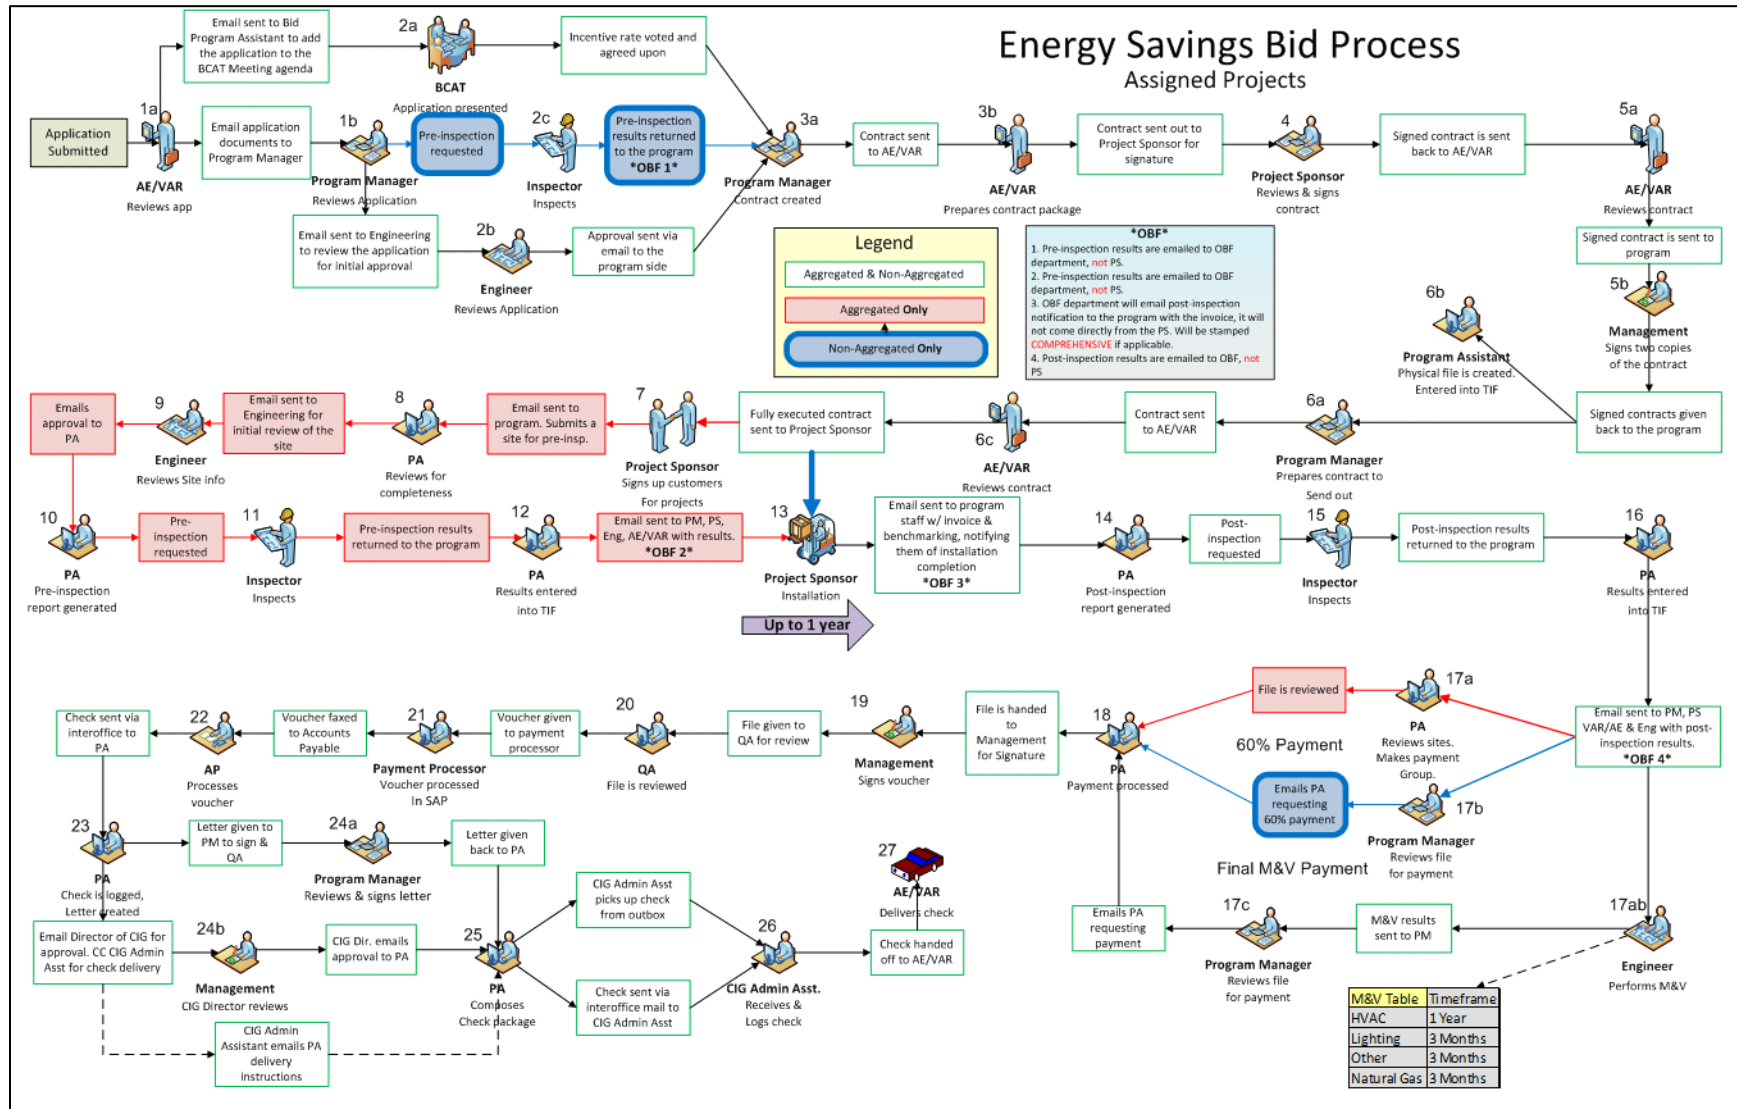 Energy Savings Bid Process
Assigned Projects
Application
Submitted
1a
AE/VAR
Reviews app
Email sent to Bid
Program Assistant to add
the application to the
BCAT Meeting agenda
2a
BCAT
Application presented
Incentive rate voted and
agreed upon
Email application
documents to
Program Manager
1b
Program Manager
Reviews Application
Pre-inspection
requested
2c
Inspector
Inspects
Pre-inspection
results returned
to the program
*OBF 1*
Email sent to Engineering
to review the application
for initial approval
2b
Engineer
Reviews Application
Approval sent via
email to the
program side
3a
Program Manager
Contract created
Contract sent
to AE/VAR
3b
AE/VAR
Prepares contract package
Contract sent out to
Project Sponsor for
signature
4
Project Sponsor
Reviews & signs
contract
Signed contract is sent
back to AE/VAR
5a
AE/VAR
Reviews contract
Signed contract is sent to
program
5b
Management
Signs two copies
of the contract
Signed contracts given
back to the program
6b
Program Assistant
Physical file is created.
Entered into TIF
Legend
Aggregated & Non-Aggregated
Aggregated Only
Non-Aggregated Only
*OBF*
1. Pre-inspection results are emailed to OBF
department, not PS.
2. Pre-inspection results are emailed to OBF
department, not PS.
3. OBF department will email post-inspection
notification to the program with the invoice, it will
not come directly from the PS. Will be stamped
COMPREHENSIVE if applicable.
4. Post-inspection results are emailed to OBF, not
PS
6a
Program Manager
Prepares contract to
Send out
Contract sent
to AE/VAR
6c
AE/VAR
Reviews contract
Fully executed contract
sent to Project Sponsor
7
Project Sponsor
Signs up customers
For projects
Email sent to
program. Submits a
site for pre-insp.
8
PA
Reviews for
completeness
Email sent to
Engineering for
initial review of the
site
9
Engineer
Reviews Site info
Emails
approval to
PA
10
PA
Pre-inspection
report generated
Pre-
inspection
requested
11
Inspector
Inspects
Pre-inspection results
returned to the program
12
PA
Results entered
into TIF
Email sent to PM, PS,
Eng, AE/VAR with results.
*OBF 2*
13
Project Sponsor
Installation
Up to 1 year
Email sent to program
staff w/ invoice &
benchmarking, notifying
them of installation
completion
*OBF 3*
14
PA
Post-inspection
report generated
Post-
inspection
requested
15
Inspector
Inspects
Post-inspection results
returned to the program
16
PA
Results entered
into TIF
Email sent to PM, PS
VAR/AE & Eng with post-
inspection results.
*OBF 4*
17a
PA
Reviews sites.
Makes payment
Group.
File is reviewed
60% Payment
17b
Program Manager
Reviews file
for payment
Emails PA
requesting
60% payment
Final M&V Payment
17ab
Engineer
Performs M&V
M&V results
sent to PM
17c
Program Manager
Reviews file
for payment
Emails PA
requesting
payment
M&V Table Timeframe
HVAC 1 Year
Lighting 3 Months
Other 3 Months
Natural Gas 3 Months
18
PA
Payment processed
File is handed
to
Management
for Signature
19
Management
Signs voucher
File given to
QA for review
20
QA
File is reviewed
Voucher given
to payment
processor
21
Payment Processor
Voucher processed
In SAP
Voucher faxed
to Accounts
Payable
22
AP
Processes
voucher
Check sent via
interoffice to
PA
23
PA
Check is logged,
Letter created
Letter given to
PM to sign &
QA
24a
Program Manager
Reviews & signs letter
Letter given
back to PA
Email Director of CIG for
approval. CC CIG Admin
Asst for check delivery
24b
Management
CIG Director reviews
CIG Dir. emails
approval to PA
CIG Admin
Assistant emails PA
delivery
instructions
25
PA
Composes
Check package
CIG Admin Asst
picks up check
from outbox
Check sent via
interoffice mail to
CIG Admin Asst
26
CIG Admin Asst.
Receives &
Logs check
Check handed
off to AE/VAR
27
AE/VAR
Delivers check